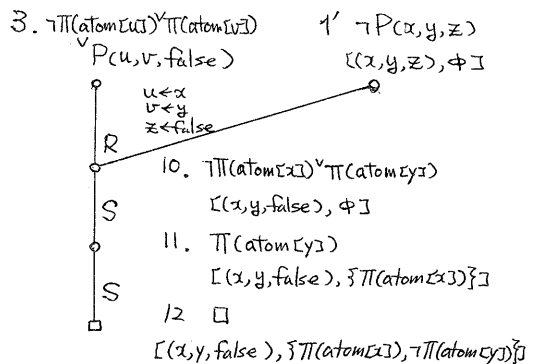 3. ¬Π(atom[u])∨Π(atom[v])
∨P(u,v,false)
1' ¬P(x,y,z)
[(x,y,z),Φ]
u←x
v←y
z←false
R
10. ¬Π(atom[x])∨Π(atom[y])
[(x,y,false),Φ]
S
11. Π(atom[y])
[(x,y,false),{Π(atom[x])}]
S
12 □
[(x,y,false),{Π(atom[x]),¬Π(atom[y])}]